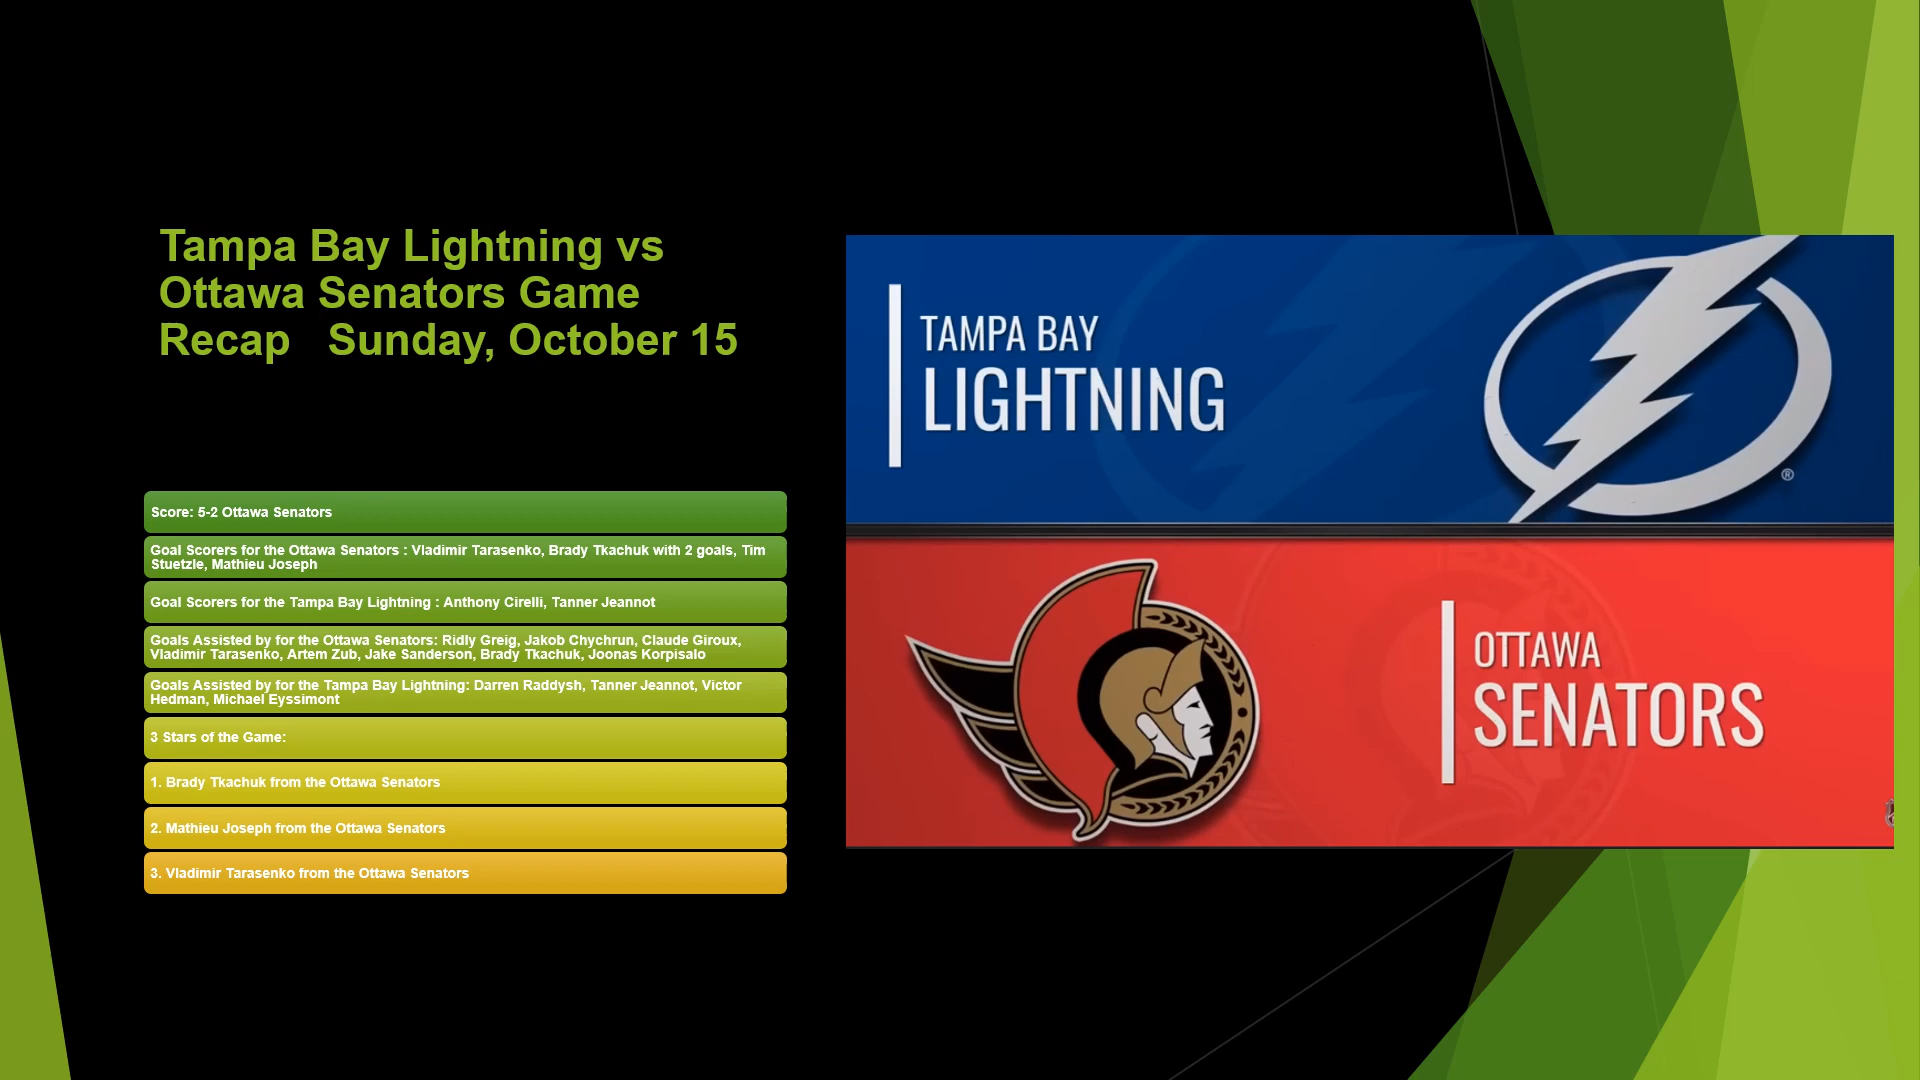 Tampa Bay Lightning vs
Ottawa Senators Game
Recap   Sunday, October 15
Score: 5-2 Ottawa Senators
Goal Scorers for the Ottawa Senators : Vladimir Tarasenko, Brady Tkachuk with 2 goals, Tim
Stuetzle, Mathieu Joseph
Goal Scorers for the Tampa Bay Lightning : Anthony Cirelli, Tanner Jeannot
Goals Assisted by for the Ottawa Senators: Ridly Greig, Jakob Chychrun, Claude Giroux,
Vladimir Tarasenko, Artem Zub, Jake Sanderson, Brady Tkachuk, Joonas Korpisalo
Goals Assisted by for the Tampa Bay Lightning: Darren Raddysh, Tanner Jeannot, Victor
Hedman, Michael Eyssimont
3 Stars of the Game:
1. Brady Tkachuk from the Ottawa Senators
2. Mathieu Joseph from the Ottawa Senators
3. Vladimir Tarasenko from the Ottawa Senators
TAMPA BAY
LIGHTNING
®
OTTAWA
SENATORS